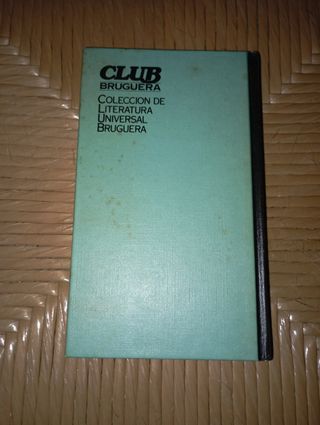 CLUB
BRUGUERA
COLECCION DE
LITERATURA
UNIVERSAL
BRUGUERA